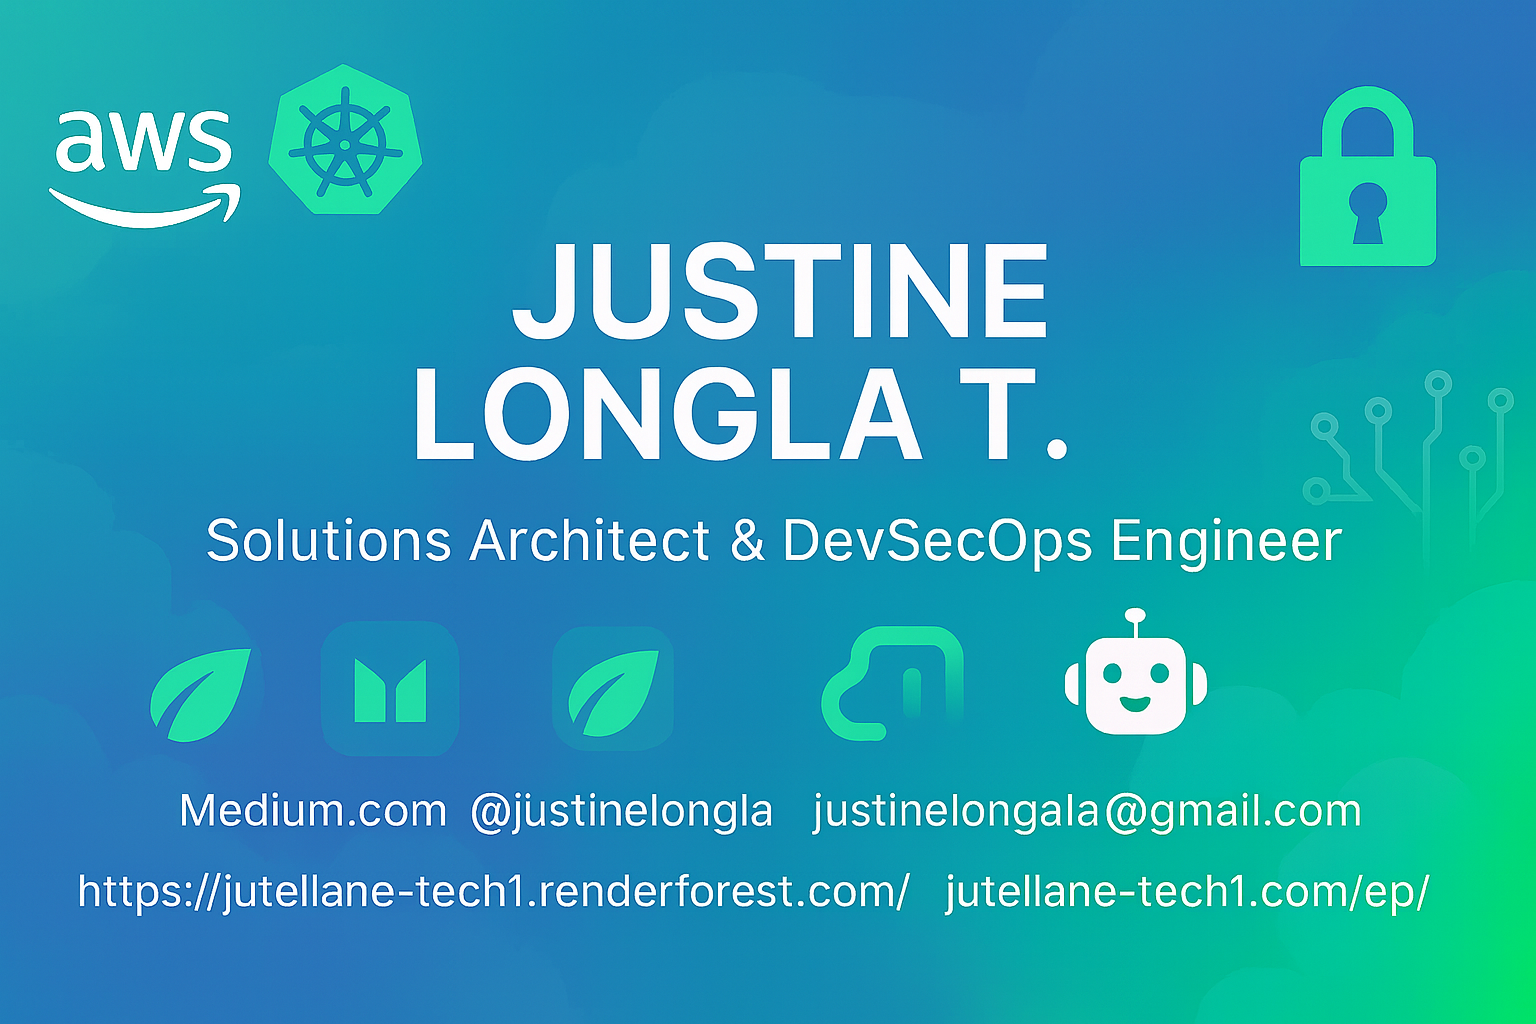 aws
JUSTINE
LONGLA T.
Solutions Architect & DevSecOps Engineer
Medium.com @jiustinelongla justinelongala@gmail.com
https://jutellane-tech1.renderforest.com/ jutellane-tech1.com/ep/